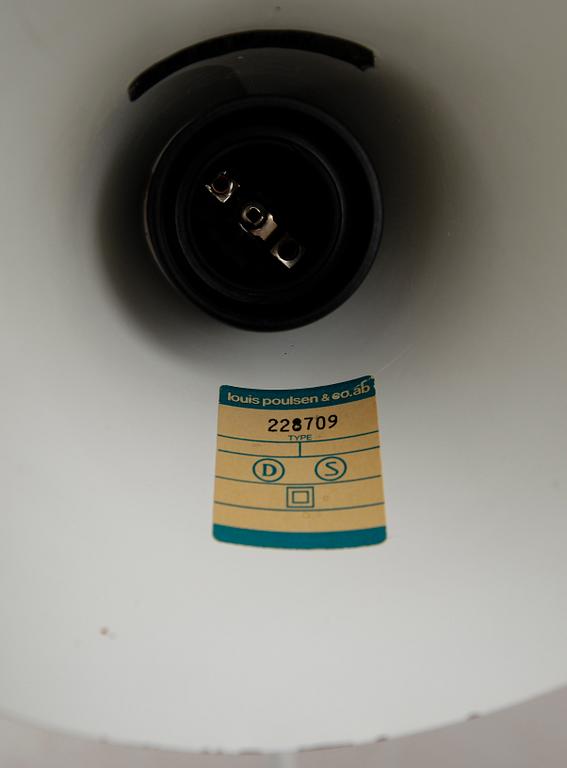 louis poulsen & co. ab
228709
TYPE
D S